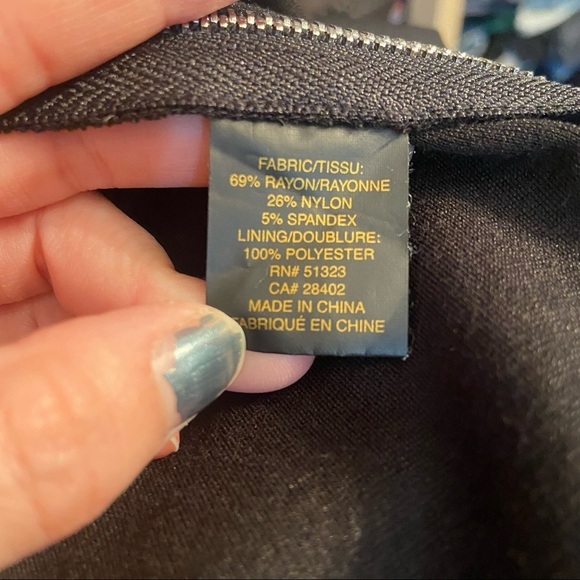 FABRIC/TISSU:
69% RAYON/RAYONNE
26% NYLON
5% SPANDEX
LINING/DOUBLURE:
100% POLYESTER
RN# 51323
CA# 28402
MADE IN CHINA
FABRIQUÉ EN CHINE